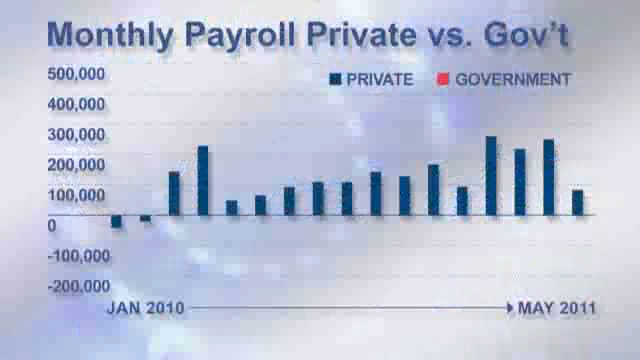 Monthly Payroll Private vs. Gov't
500,000
PRIVATE GOVERNMENT
400,000
300,000
200,000
100,000
0
-100,000
-200,000
JAN 2010 MAY 2011